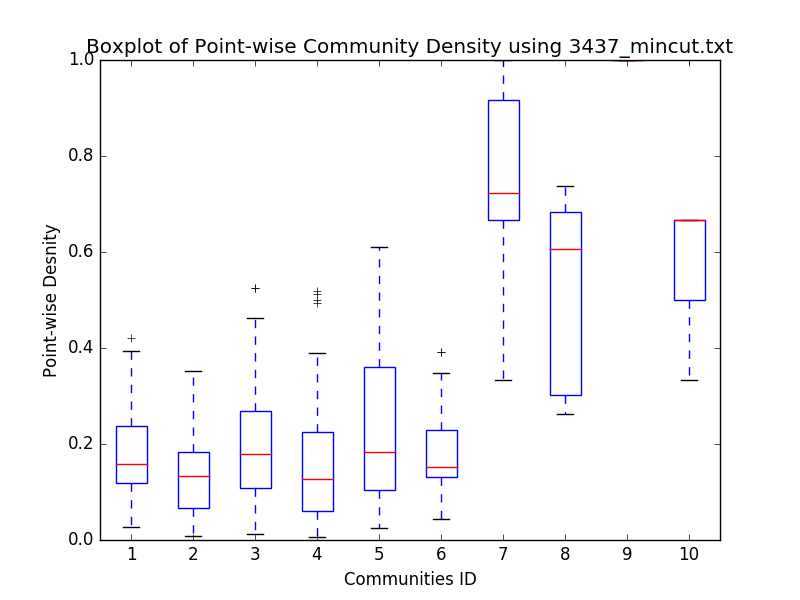 Boxplot of Point-wise Community Density using 3437_mincut.txt
1.0
0.8
0.6
0.4
0.2
0.0
Point-wise Desnity
1 2 3 4 5 6 7 8 9 10
Communities ID